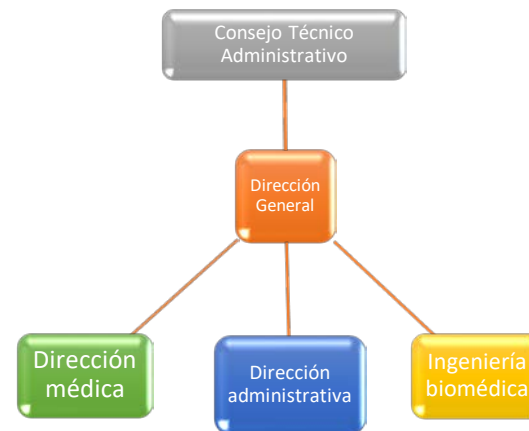 Consejo Técnico
Administrativo
Dirección
General
Dirección
médica
Dirección
administrativa
Ingeniería
biomédica